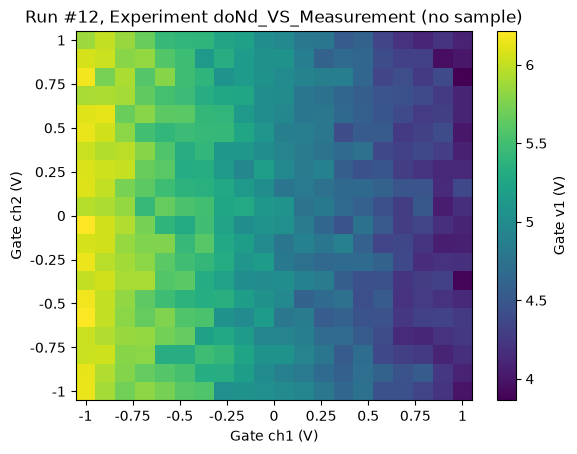 Run #12, Experiment doNd_VS_Measurement (no sample)
1
0.75
0.5
0.25
0
-0.25
-0.5
-0.75
-1
Gate ch2 (V)
-1 -0.75 -0.5 -0.25 0 0.25 0.5 0.75 1
Gate ch1 (V)
6
5.5
5
4.5
4
Gate v1 (V)